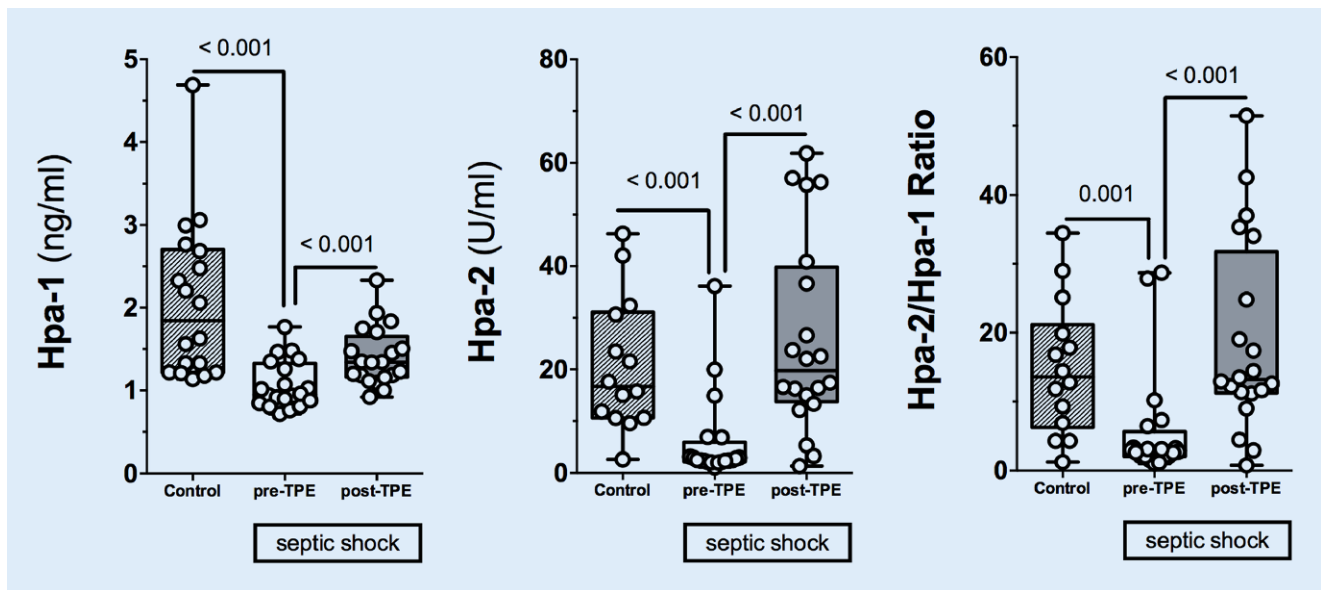 Hpa-1 (ng/ml)
5
4
3
2
1
0
< 0.001
< 0.001
Control
pre-TPE
post-TPE
septic shock
Hpa-2 (U/ml)
80
60
40
20
0
< 0.001
< 0.001
Control
pre-TPE
post-TPE
septic shock
Hpa-2/Hpa-1 Ratio
60
40
20
0
< 0.001
0.001
Control
pre-TPE
post-TPE
septic shock